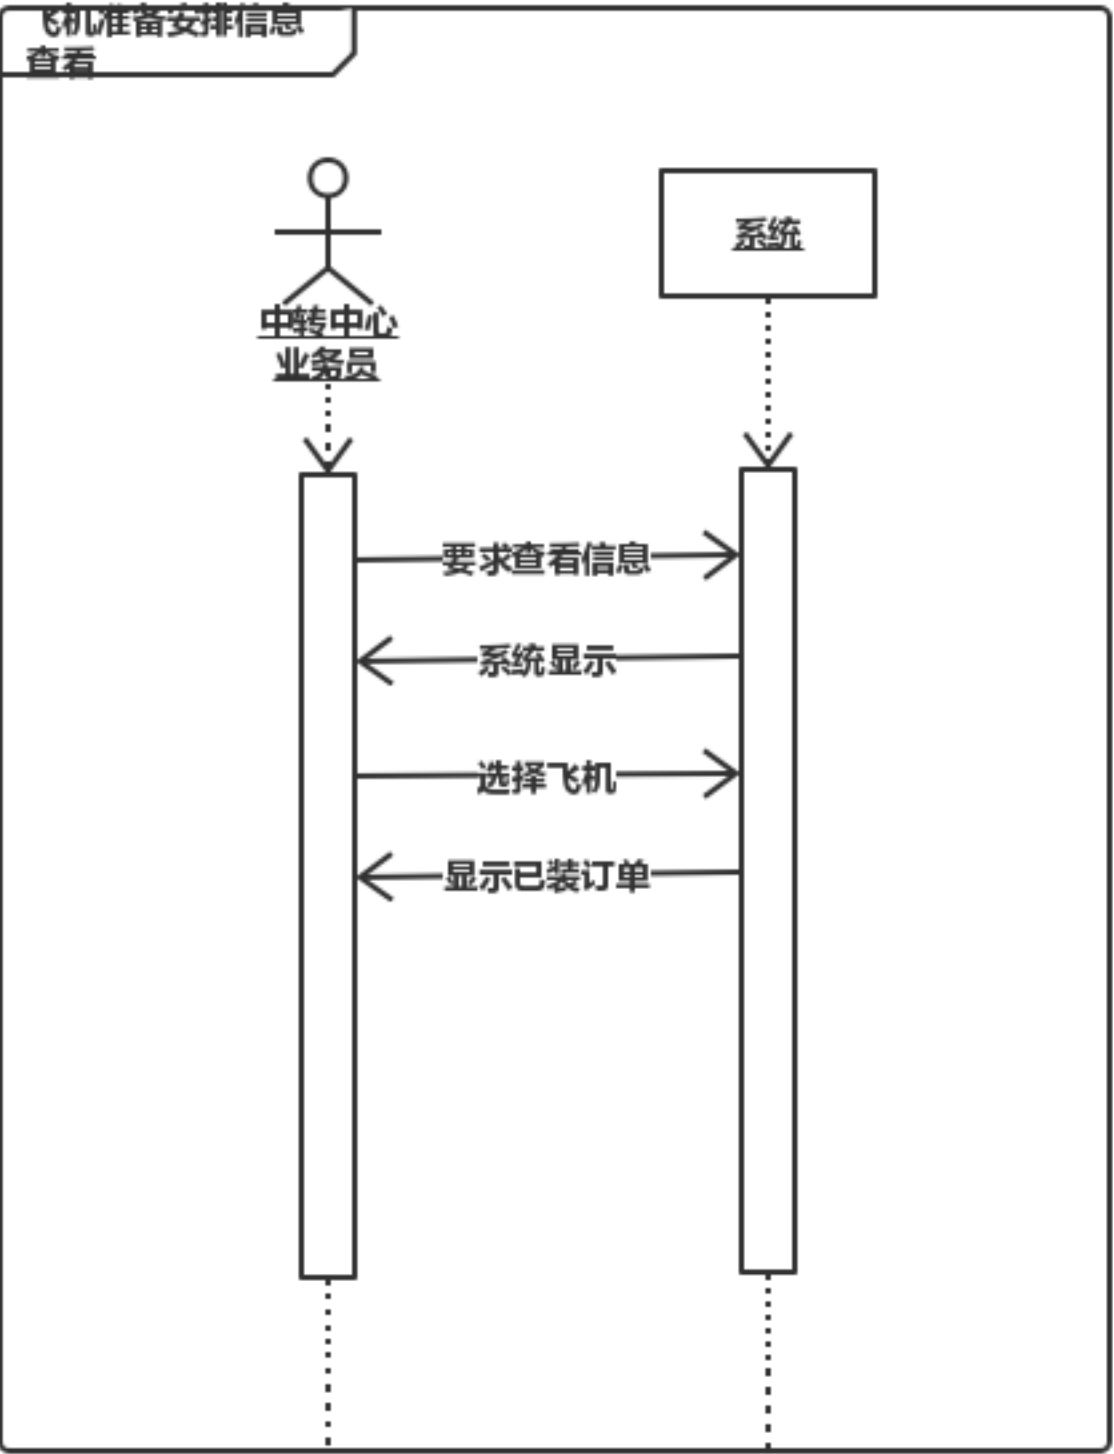 飞机准备安排信息
查看
系统
中转中心
业务员
要求查看信息
系统显示
选择飞机
显示已装订单